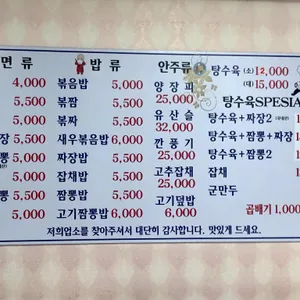 면 류 밥 류 안주류 탕수육 (소) 12,000
(대) 15,000
4,000 볶음밥 5,000 양 장 피 25,000 탕수육SPESIA
5,500 볶짬 5,500 유 산 슬 32,000 탕수육+짜장2
5,500 볶짜 5,500 깐 풍 기 25,000 탕수육+짬짜
장 5,500 새우볶음밥 6,000 고추잡채 25,000 탕수육+짬뽕2
뽕 5,500 짜장밥 5,500 고기덮밥 6,000 잡채
5,000 잡채밥 5,500 군만두
뽕 5,500 짬뽕밥 5,500 곱빼기 1,000
5,000 고기짬뽕밥 6,000
저희업소를 찾아주셔서 대단히 감사합니다. 맛있게 드세요.